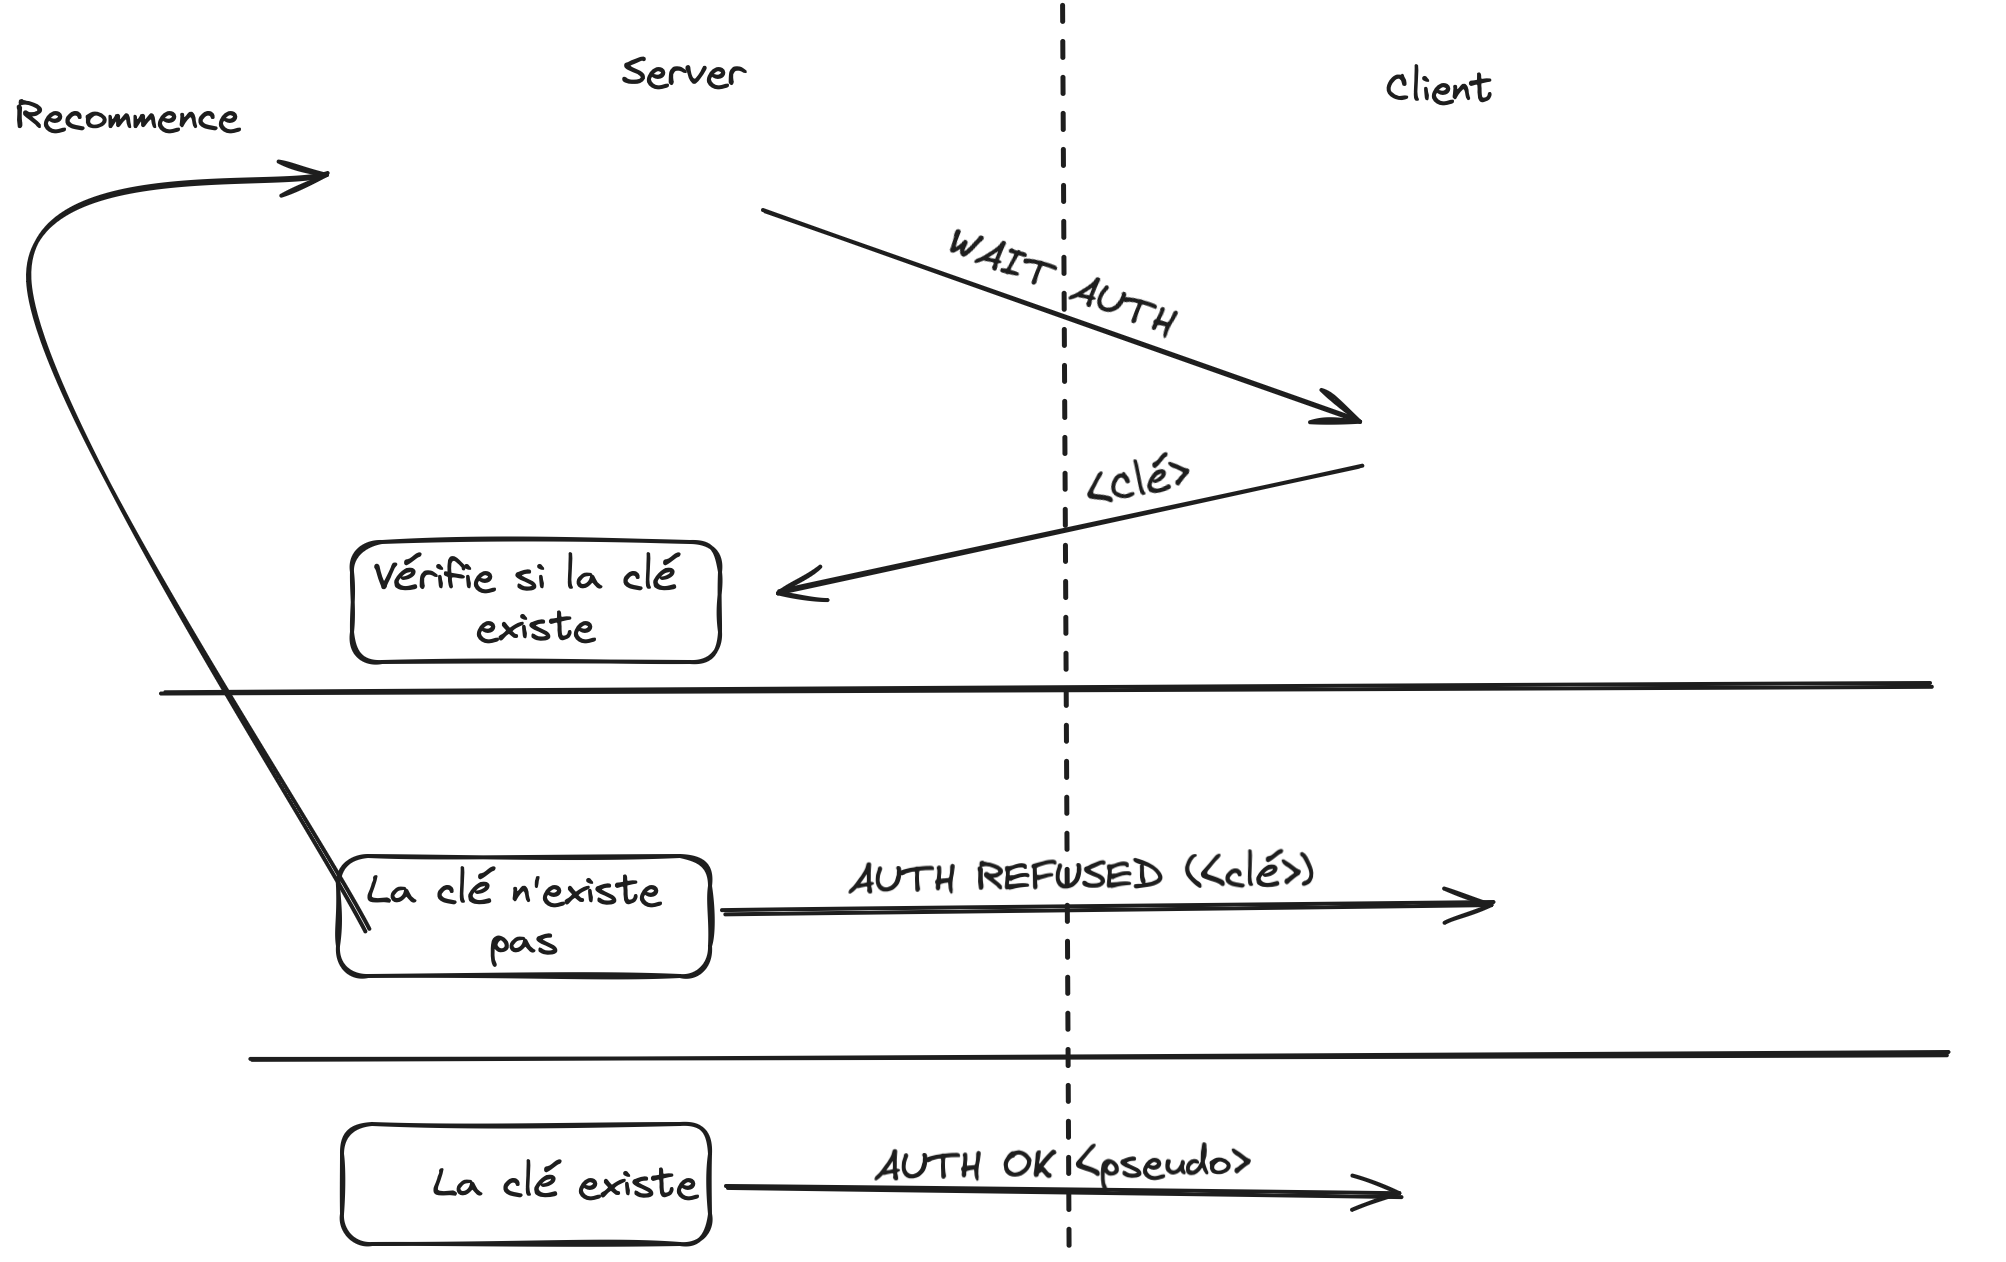 Server
Client
Recommence
WAIT AUTH
<clé>
Vérifie si la clé
existe
La clé n'existe
pas
AUTH REFUSED (<clé>)
La clé existe
AUTH OK <pseudo>